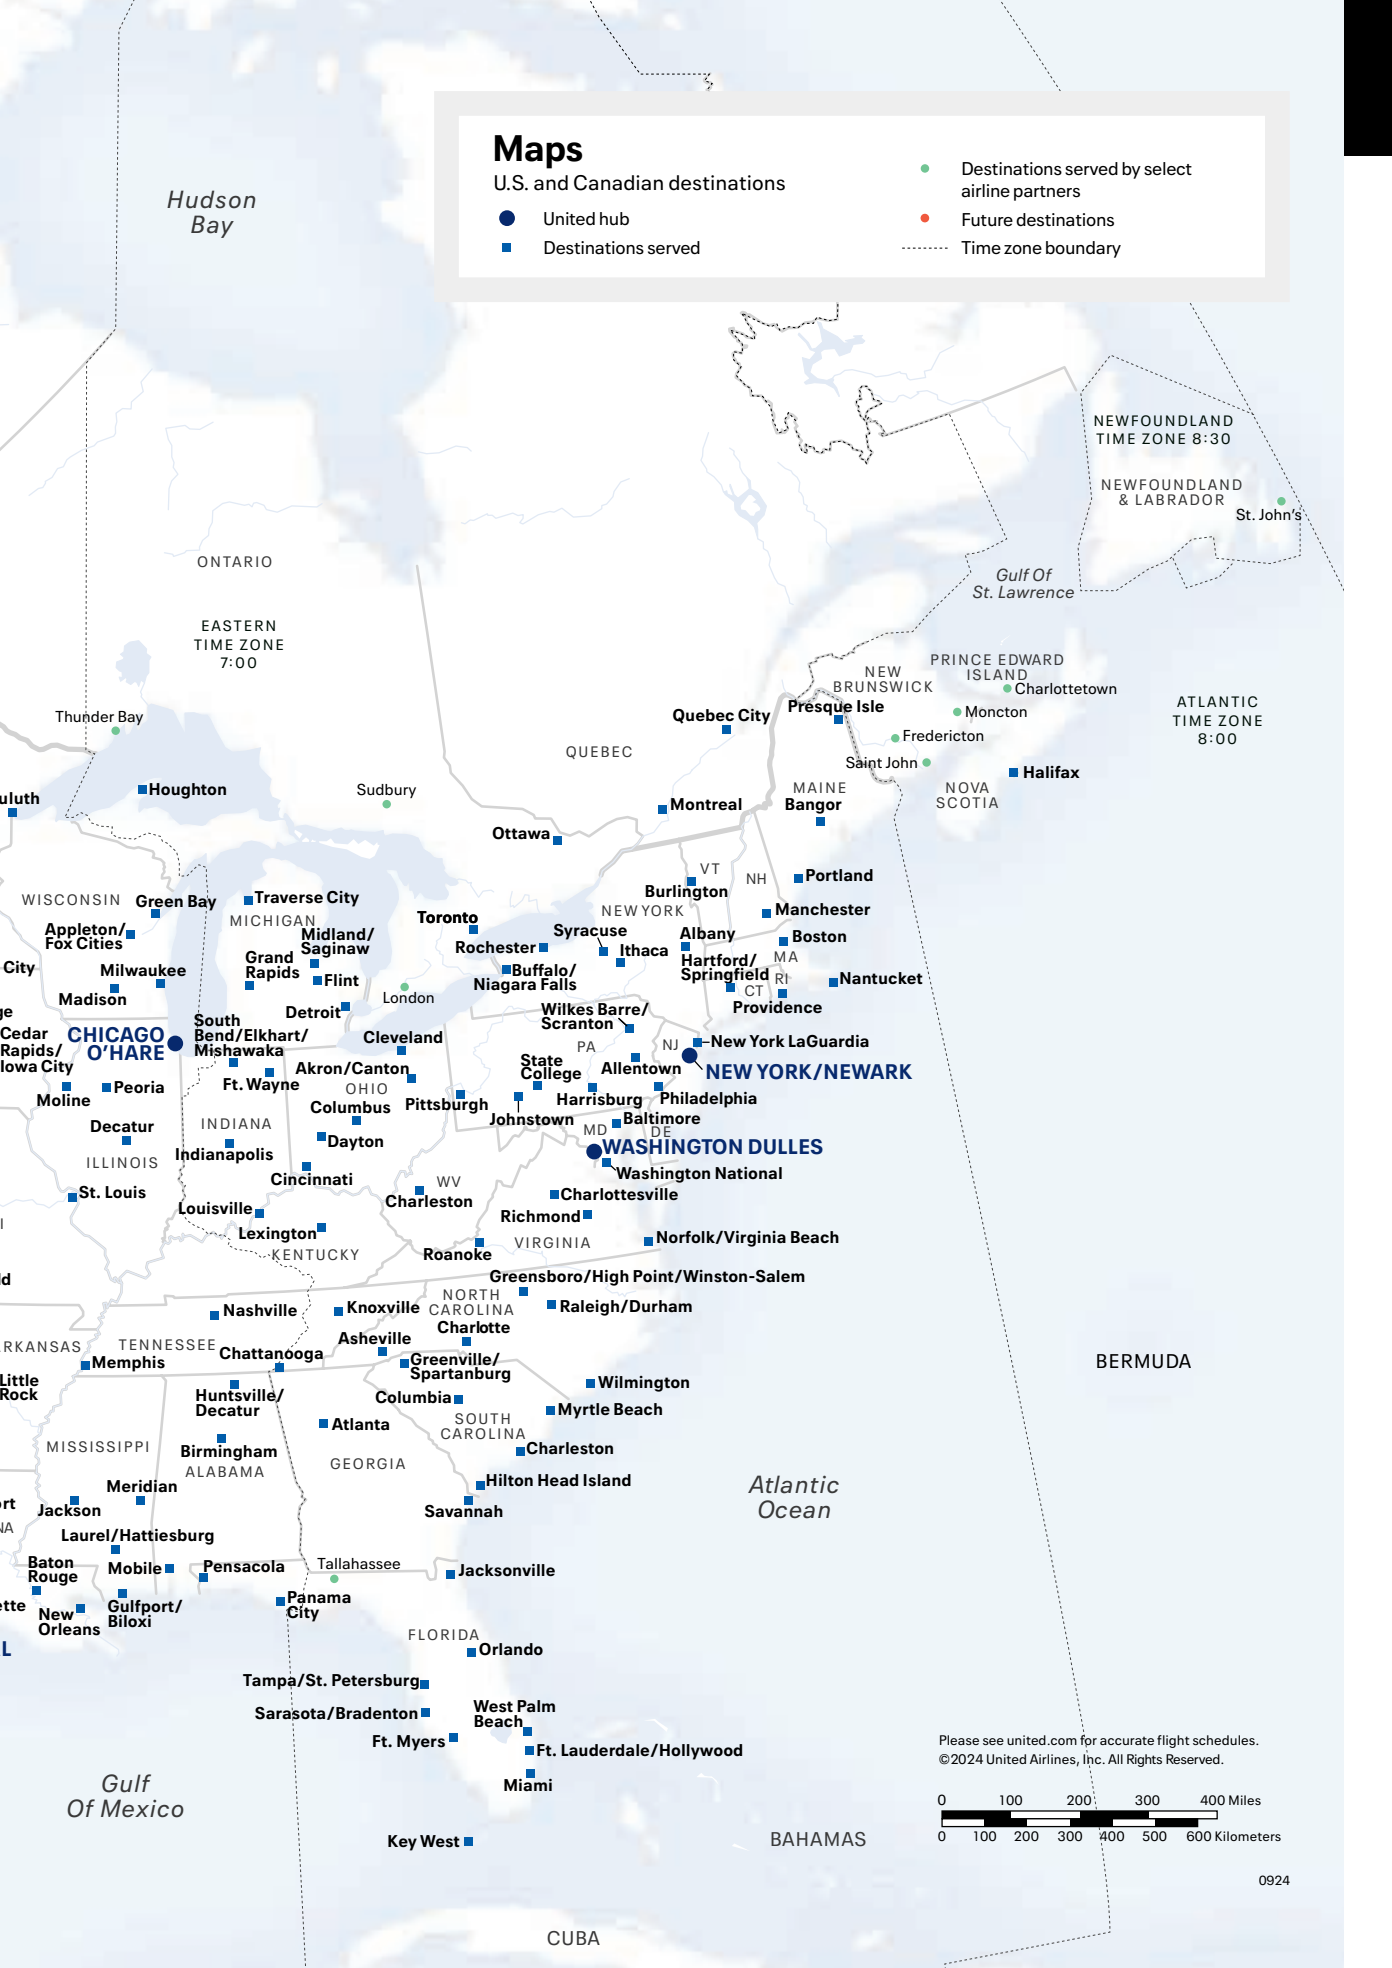 Maps
U.S. and Canadian destinations
United hub
Destinations served
Destinations served by select
airline partners
Future destinations
Time zone boundary
Hudson
Bay
NEWFOUNDLAND
TIME ZONE 8:30
NEWFOUNDLAND
& LABRADOR
St. John's
ONTARIO
Gulf Of
St. Lawrence
EASTERN
TIME ZONE
7:00
PRINCE EDWARD
ISLAND
NEW
BRUNSWICK
Charlottetown
ATLANTIC
TIME ZONE
8:00
Presque Isle
Moncton
Thunder Bay
Quebec City
Fredericton
QUEBEC
Saint John
Halifax
Houghton
Sudbury
MAINE
NOVA
SCOTIA
uluth
Montreal
Bangor
Ottawa
VT
NH
Portland
Burlington
WISCONSIN
Green Bay
Traverse City
NEW YORK
Manchester
MICHIGAN
Toronto
Appleton/
Fox Cities
Midland/
Saginaw
Syracuse
Albany
Boston
Rochester
Ithaca
City
Milwaukee
Grand
Rapids
Buffalo/
Niagara Falls
Hartford/
Springfield
MA
RI
CT
Nantucket
Madison
Flint
London
Providence
ge
Detroit
Wilkes Barre/
Scranton
Cedar
Rapids/
Iowa City
CHICAGO
O'HARE
South
Bend/Elkhart/
Mishawaka
Cleveland
PA
NJ
New York LaGuardia
NEW YORK/NEWARK
Akron/Canton
State
College
Allentown
Moline
Peoria
Ft. Wayne
OHIO
Columbus
Pittsburgh
Harrisburg
Philadelphia
Johnstown
Baltimore
Decatur
INDIANA
Dayton
MD
DE
Indianapolis
WASHINGTON DULLES
ILLINOIS
Cincinnati
Washington National
St. Louis
WV
Charleston
Charlottesville
Louisville
Richmond
I
Lexington
VIRGINIA
Norfolk/Virginia Beach
KENTUCKY
Roanoke
ld
Greensboro/High Point/Winston-Salem
Nashville
Knoxville
NORTH
CAROLINA
Raleigh/Durham
RKANSAS
TENNESSEE
Asheville
Charlotte
Chattanooga
Memphis
Greenville/
Spartanburg
BERMUDA
Little
Rock
Huntsville/
Decatur
Columbia
Wilmington
Atlanta
Myrtle Beach
SOUTH
CAROLINA
MISSISSIPPI
Birmingham
ALABAMA
GEORGIA
Charleston
Atlantic
Ocean
Meridian
Hilton Head Island
ort
Jackson
Savannah
NA
Laurel/Hattiesburg
Baton
Rouge
Mobile
Pensacola
Tallahassee
Jacksonville
ette
New
Orleans
Gulfport/
Biloxi
Panama
City
FLORIDA
L
Orlando
Tampa/St. Petersburg
Sarasota/Bradenton
West Palm
Beach
Ft. Myers
Ft. Lauderdale/Hollywood
Miami
Gulf
Of Mexico
Key West
BAHAMAS
CUBA
Please see united.com for accurate flight schedules.
©2024 United Airlines, Inc. All Rights Reserved.
0 100 200 300 400 Miles
0 100 200 300 400 500 600 Kilometers
0924